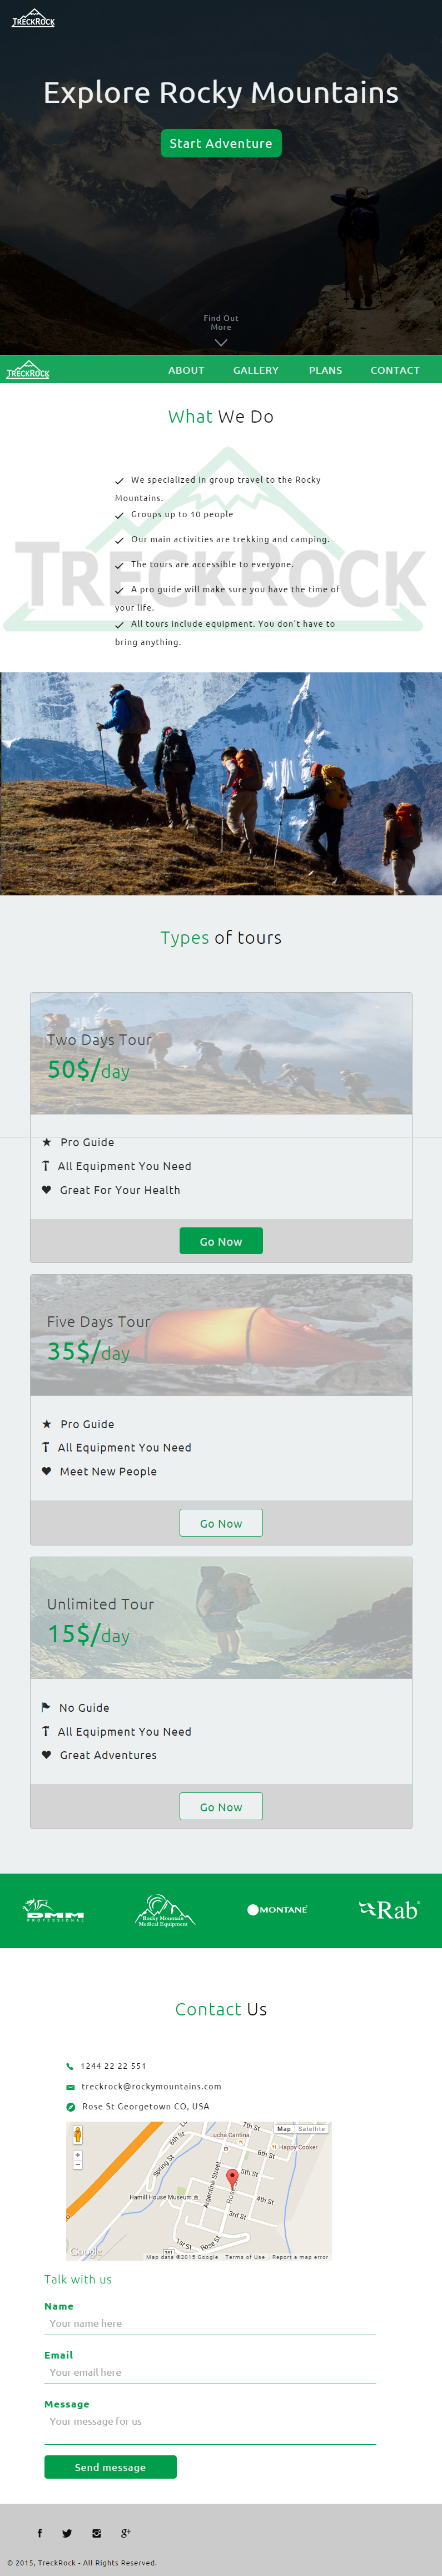 TRECKROCK
Explore Rocky Mountains
Start Adventure
Find Out
More
TRECKROCK
ABOUT GALLERY PLANS CONTACT
What We Do
TRECKROCK
We specialized in group travel to the Rocky
Mountains.
Groups up to 10 people
Our main activities are trekking and camping.
The tours are accessible to everyone.
A pro guide will make sure you have the time of
your life.
All tours include equipment. You don't have to
bring anything.
Types of tours
Two Days Tour
50$/day
Pro Guide
All Equipment You Need
Great For Your Health
Go Now
Five Days Tour
35$/day
Pro Guide
All Equipment You Need
Meet New People
Go Now
Unlimited Tour
15$/day
No Guide
All Equipment You Need
Great Adventures
Go Now
DMM
PROFESSIONAL
Rocky Mountain
Medical Equipment
MONTANE
Rab
Contact Us
1244 22 22 551
treckrock@rockymountains.com
Rose St Georgetown CO, USA
Map Satellite
6th St
7th St
Lucha Cantina
Happy Cooker
6th St
5th St
Spring St
Argentine Street
4th St
Hamill House Museum
Rose
3rd St
1st St
Rose St
Google
Map data ©2015 Google Terms of Use Report a map error
Talk with us
Name
Your name here
Email
Your email here
Message
Your message for us
Send message
© 2015, TreckRock - All Rights Reserved.